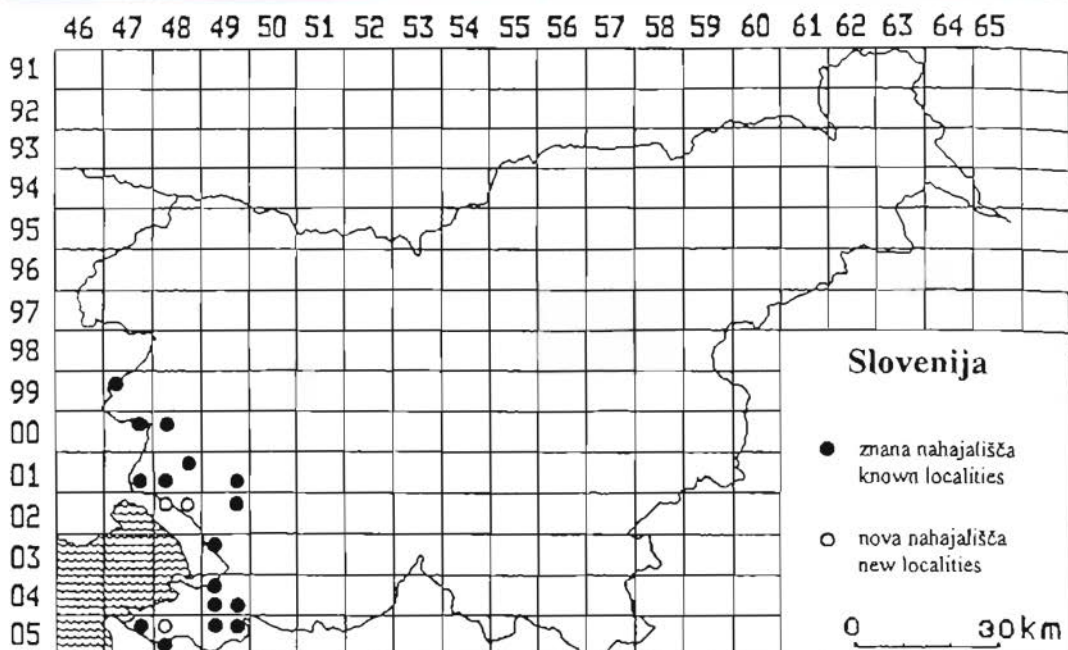 46 47 48 49 50 51 52 53 54 55 56 57 58 59 60 61 62 63 64 65
91
92
93
94
95
96
97
98
99
00
01
02
03
04
05
Slovenija
znana nahajališča
known localities
nova nahajališča
new localities
0 30km